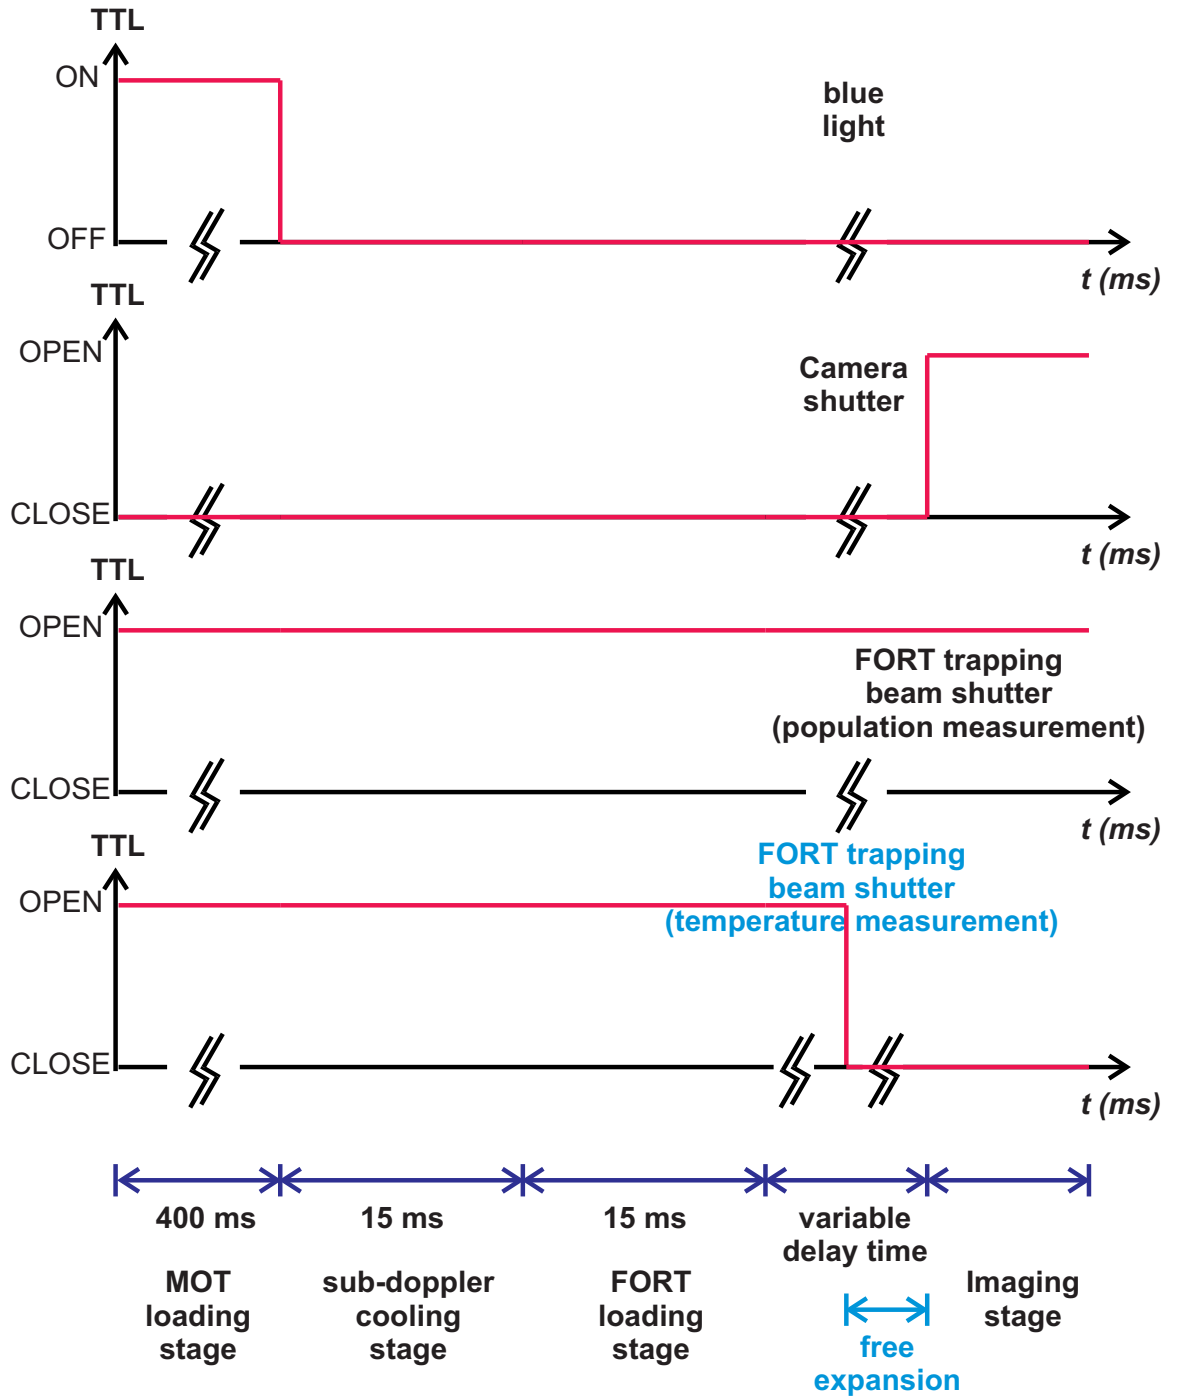 TTL
ON
blue
light
OFF
t (ms)
TTL
OPEN
Camera
shutter
CLOSE
t (ms)
TTL
OPEN
FORT trapping
beam shutter
(population measurement)
CLOSE
t (ms)
TTL
FORT trapping
beam shutter
(temperature measurement)
OPEN
CLOSE
t (ms)
400 ms
15 ms
15 ms
variable
delay time
MOT
loading
stage
sub-doppler
cooling
stage
FORT
loading
stage
Imaging
stage
free
expansion